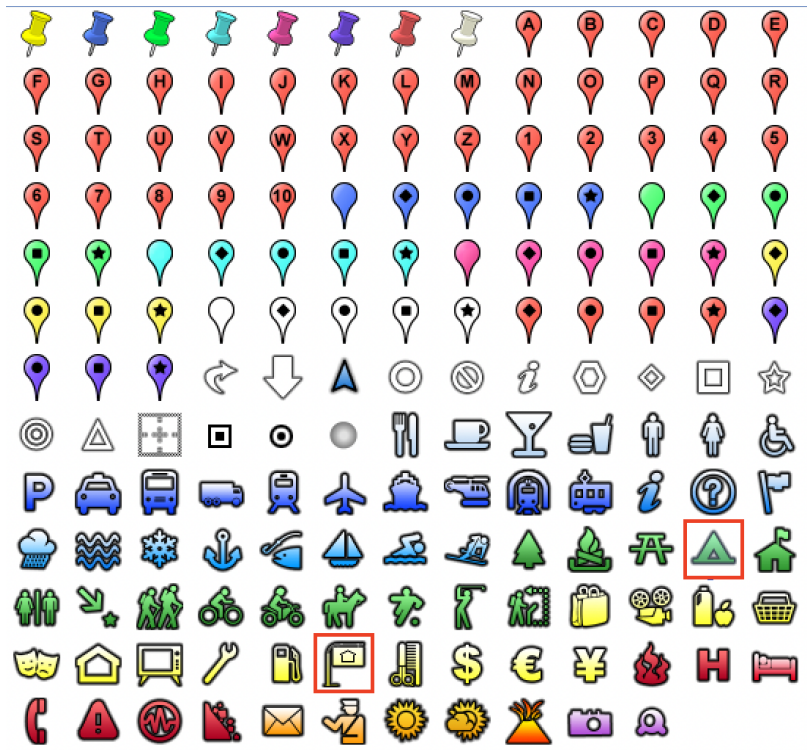 A B C D E
F G H I J K L M N O P Q R
S T U V W X Y Z 1 2 3 4 5
6 7 8 9 10
i
P i ?
$ € ¥ H
!